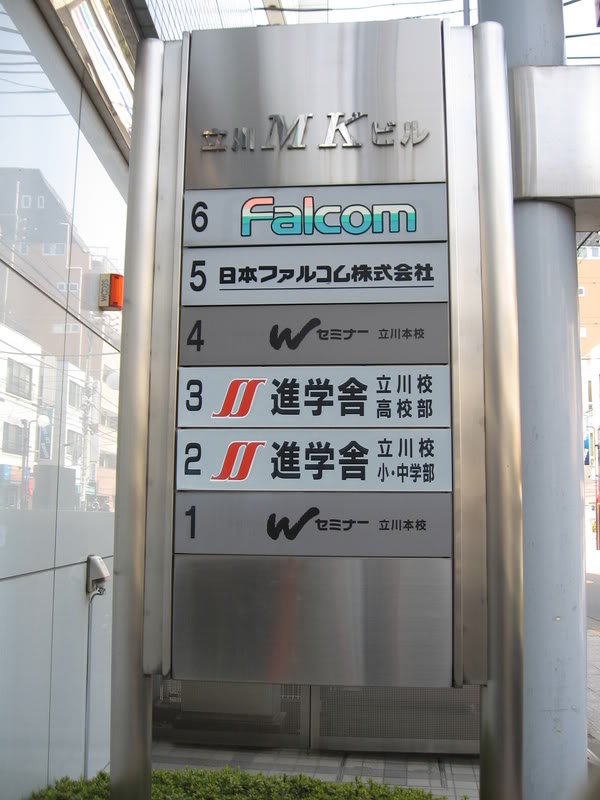 立川MKビル
6 Falcom
5 日本ファルコム株式会社
4 Wセミナー 立川本校
3 進学舎 立川校
高校部
2 進学舎 立川校
小・中学部
1 Wセミナー 立川本校